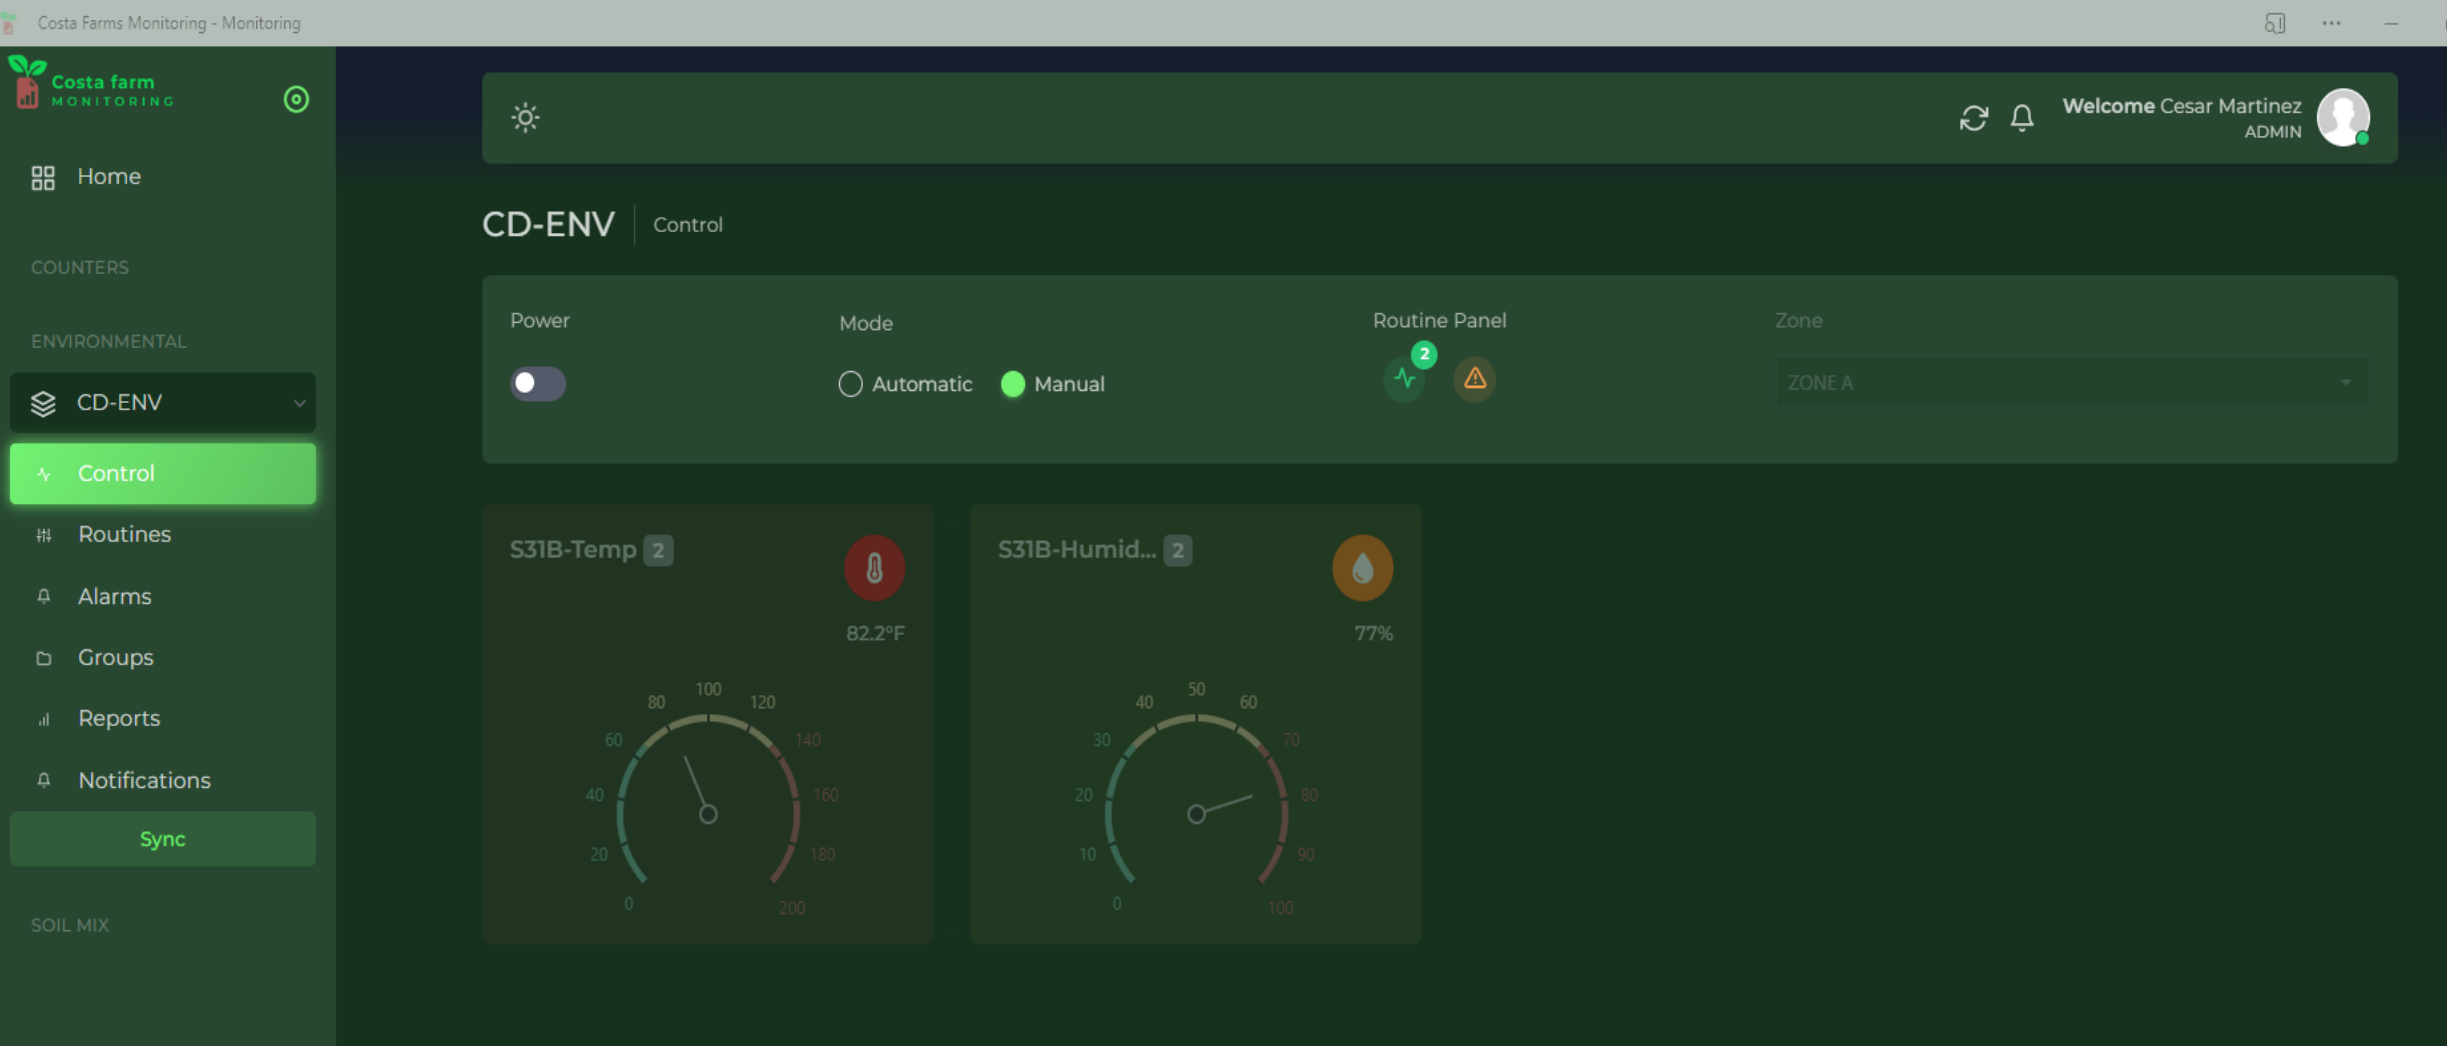 Costa Farms Monitoring - Monitoring
Costa farm
MONITORING
Welcome Cesar Martinez
ADMIN
Home
COUNTERS
ENVIRONMENTAL
CD-ENV
Control
Routines
Alarms
Groups
Reports
Notifications
Sync
SOIL MIX
CD-ENV
Control
Power
Mode
Automatic
Manual
Routine Panel
2
Zone
ZONE A
S31B-Temp 2
82.2°F
0
20
40
60
80
100
120
140
160
180
200
S31B-Humid... 2
77%
0
10
20
30
40
50
60
70
80
90
100